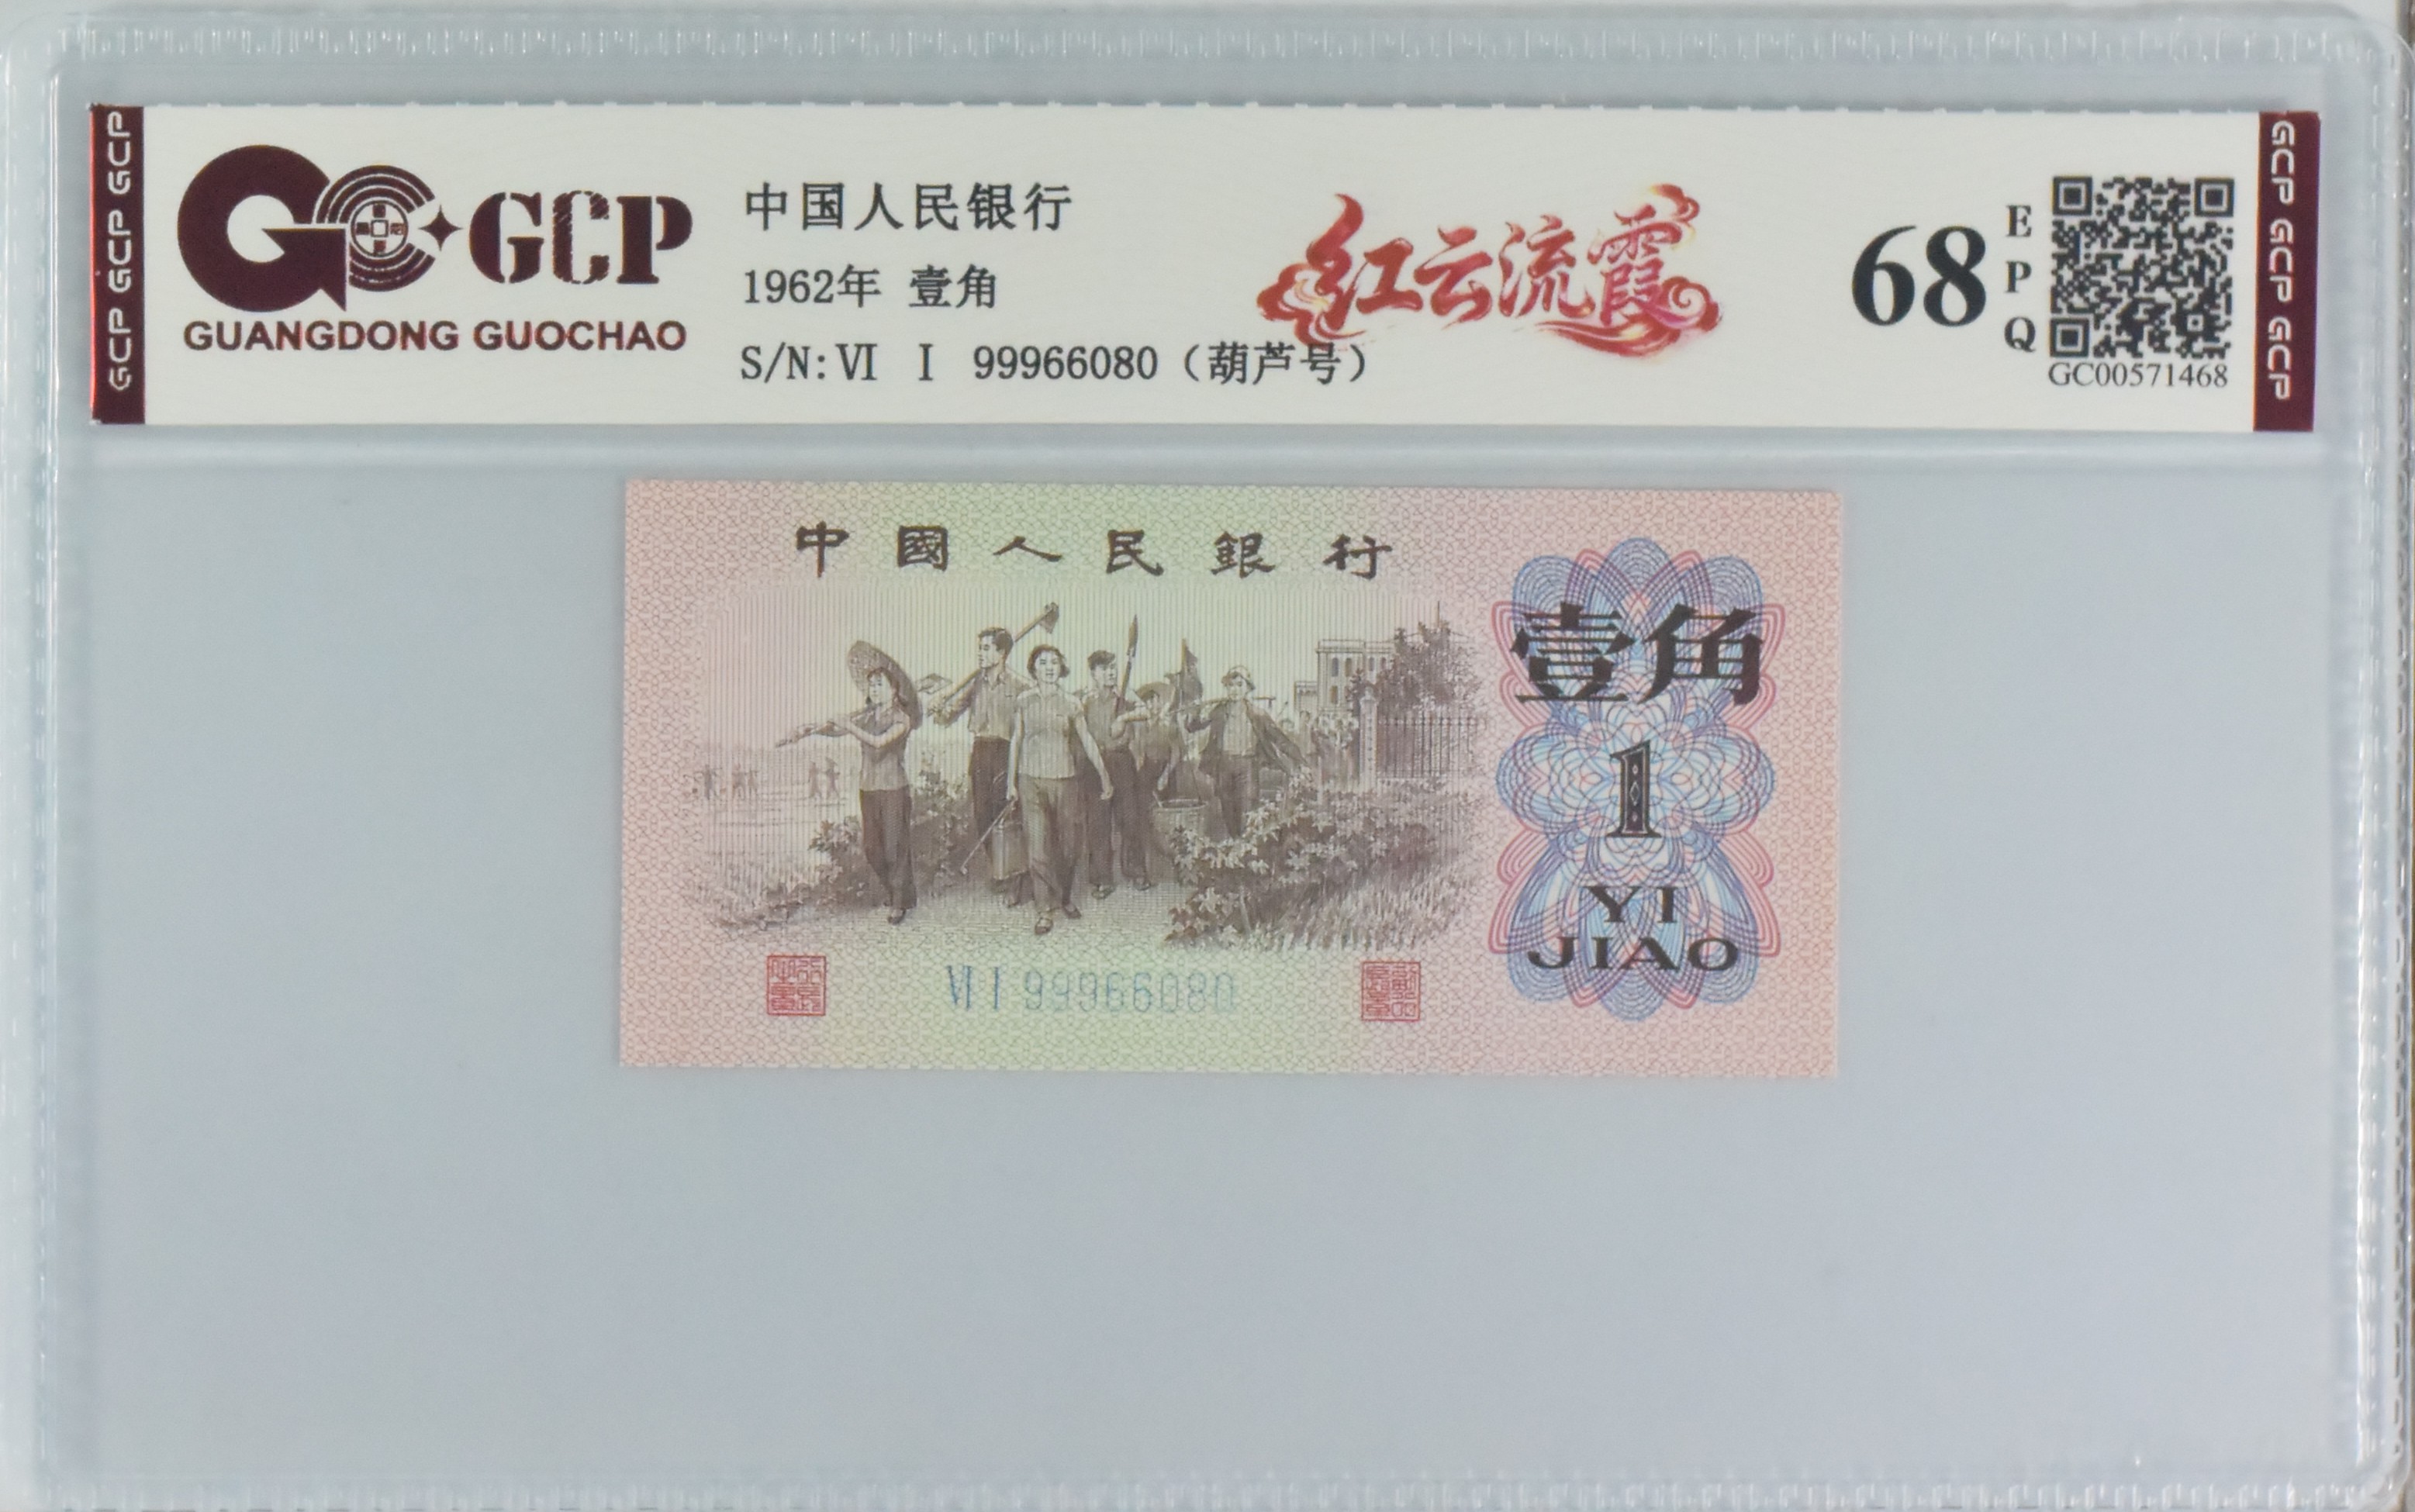 GCP GCP GCP
GCP
GUANGDONG GUOCHAO
中国人民银行
1962年 壹角
S/N:Ⅵ Ⅰ 99966080（葫芦号）
红云流霞
68
EPQ
GC00571468
GCP GCP GCP
中國人民銀行
壹角
1
YI
JIAO
Ⅵ Ⅰ 99966080